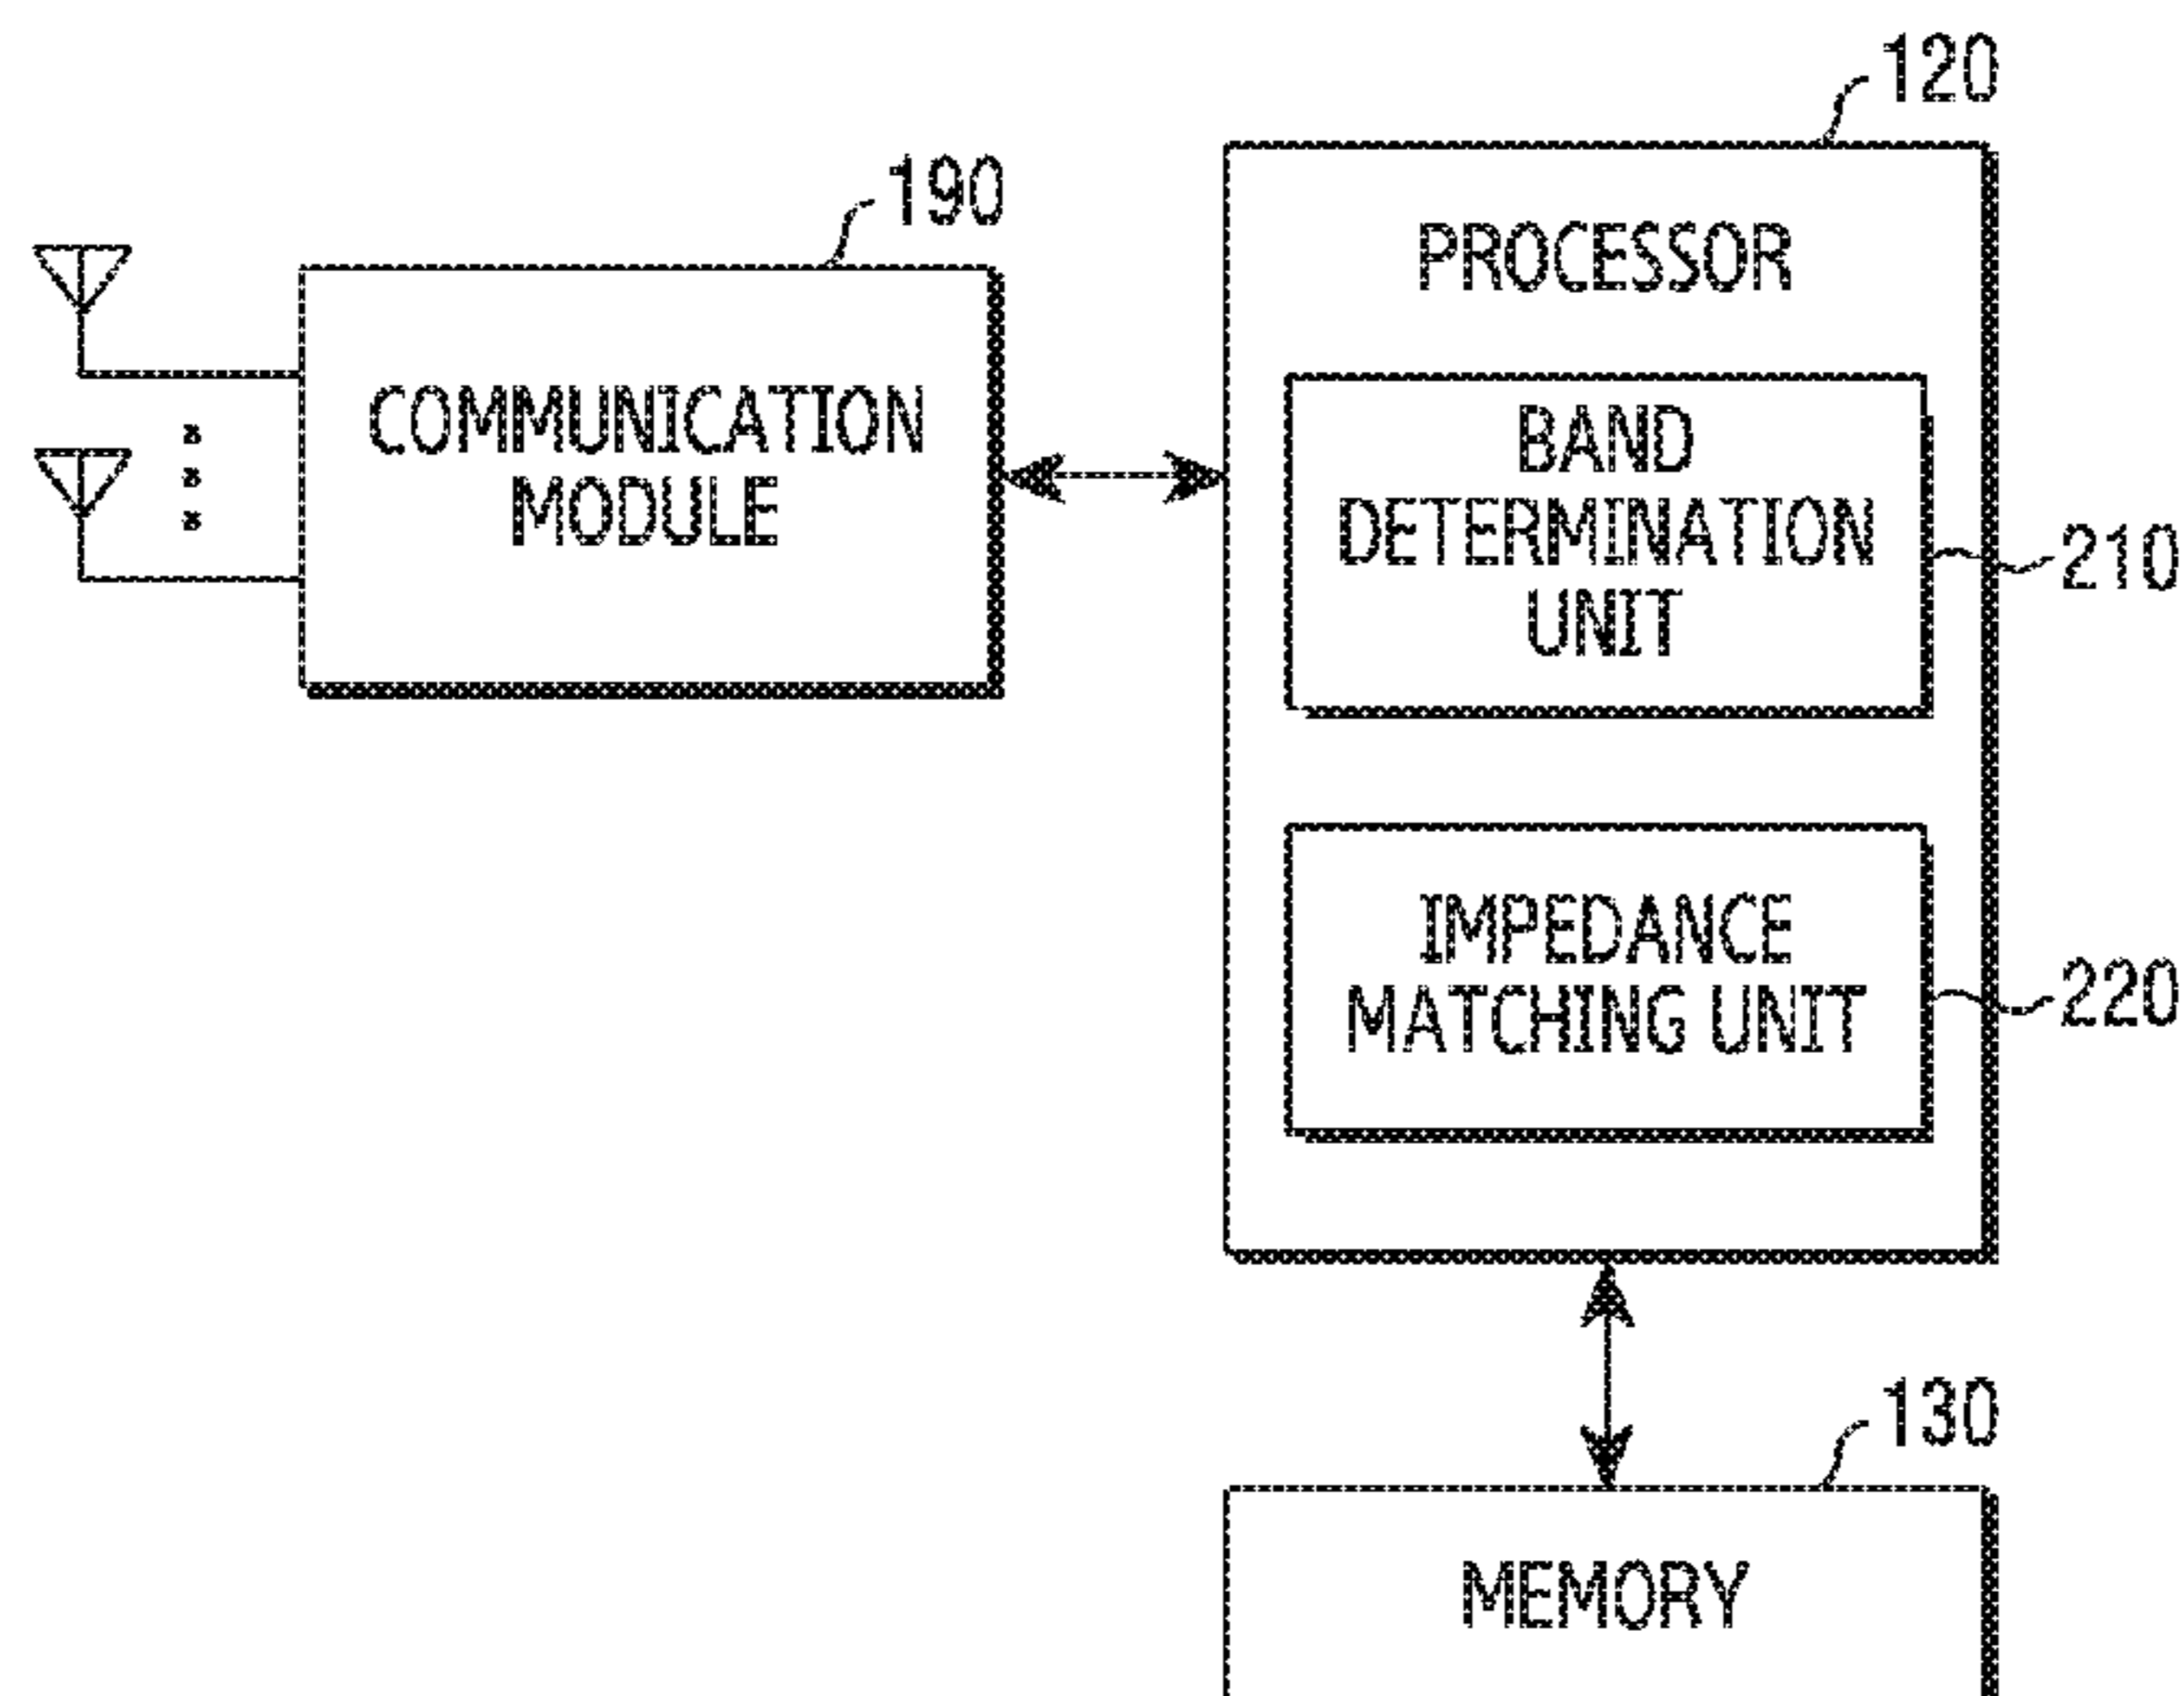 120
190
PROCESSOR
COMMUNICATION
MODULE
BAND
DETERMINATION
UNIT
210
IMPEDANCE
MATCHING UNIT
220
130
MEMORY